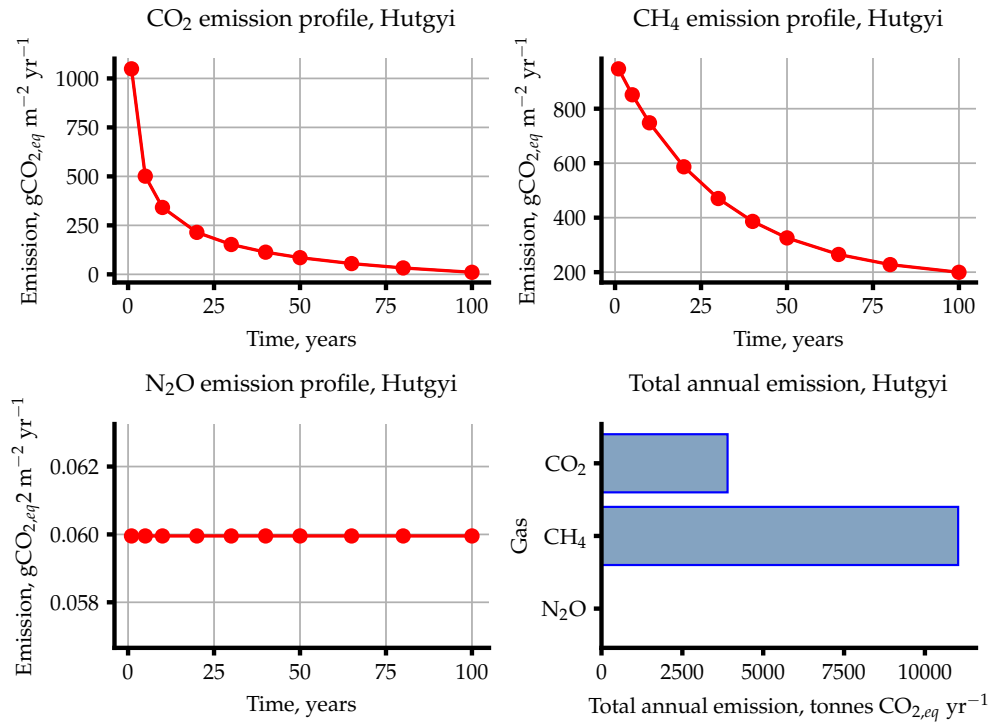 CO₂ emission profile, Hutgyi
Emission, gCO₂,eq m⁻² yr⁻¹
1000
750
500
250
0
0 25 50 75 100
Time, years
CH₄ emission profile, Hutgyi
Emission, gCO₂,eq m⁻² yr⁻¹
800
600
400
200
0 25 50 75 100
Time, years
N₂O emission profile, Hutgyi
Emission, gCO₂,eq2 m⁻² yr⁻¹
0.062
0.060
0.058
0 25 50 75 100
Time, years
Total annual emission, Hutgyi
Gas
CO₂
CH₄
N₂O
0 2500 5000 7500 10000
Total annual emission, tonnes CO₂,eq yr⁻¹